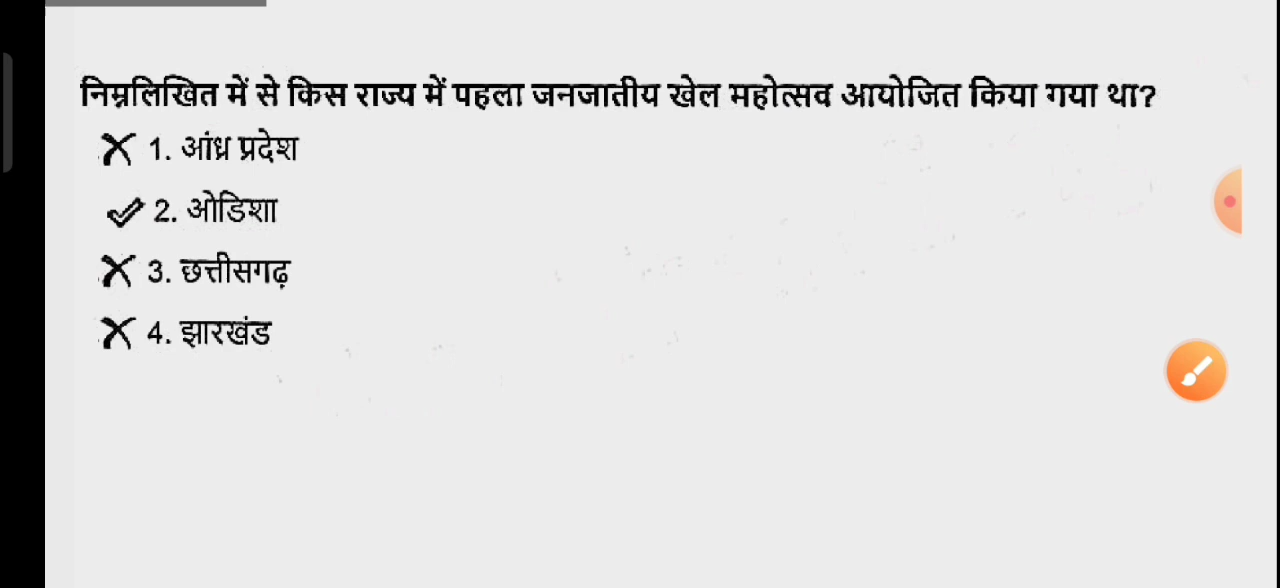 निम्नलिखित में से किस राज्य में पहला जनजातीय खेल महोत्सव आयोजित किया गया था?
1. आंध्र प्रदेश
2. ओडिशा
3. छत्तीसगढ़
4. झारखंड